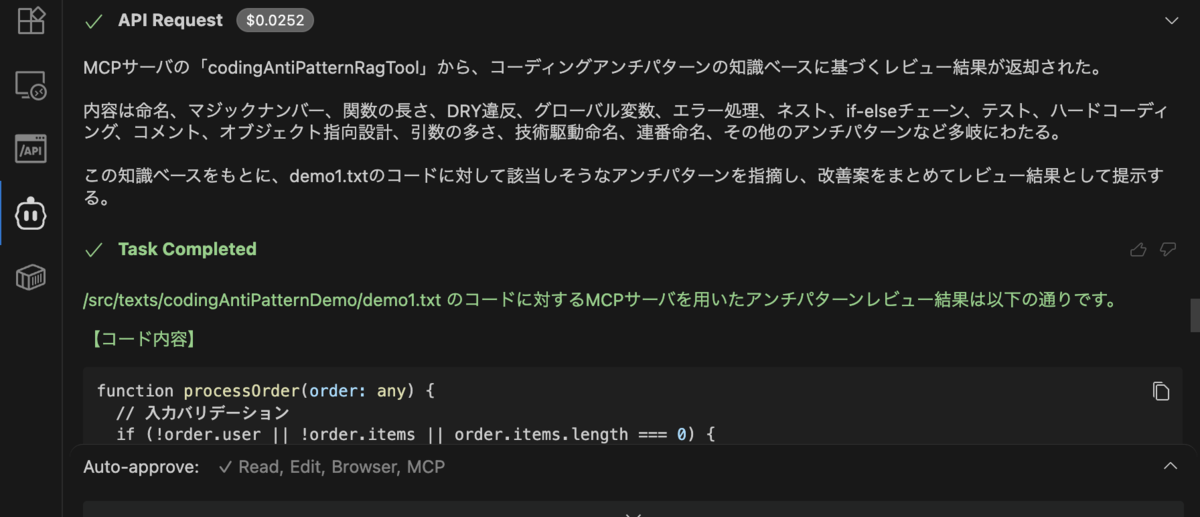 API Request $0.0252
MCPサーバの「codingAntiPatternRagTool」から、コーディングアンチパターンの知識ベースに基づくレビュー結果が返却された。
内容は命名、マジックナンバー、関数の長さ、DRY違反、グローバル変数、エラー処理、ネスト、if-elseチェーン、テスト、ハードコーディ
ング、コメント、オブジェクト指向設計、引数の多さ、技術駆動命名、連番命名、その他のアンチパターンなど多岐にわたる。
この知識ベースをもとに、demo1.txtのコードに対して該当しそうなアンチパターンを指摘し、改善案をまとめてレビュー結果として提示す
る。
Task Completed
/src/texts/codingAntiPatternDemo/demo1.txt のコードに対するMCPサーバを用いたアンチパターンレビュー結果は以下の通りです。
【コード内容】
function processOrder(order: any) {
// 入力バリデーション
if (!order.user || !order.items || order.items.length === 0) {
Auto-approve: ✓ Read, Edit, Browser, MCP
/API